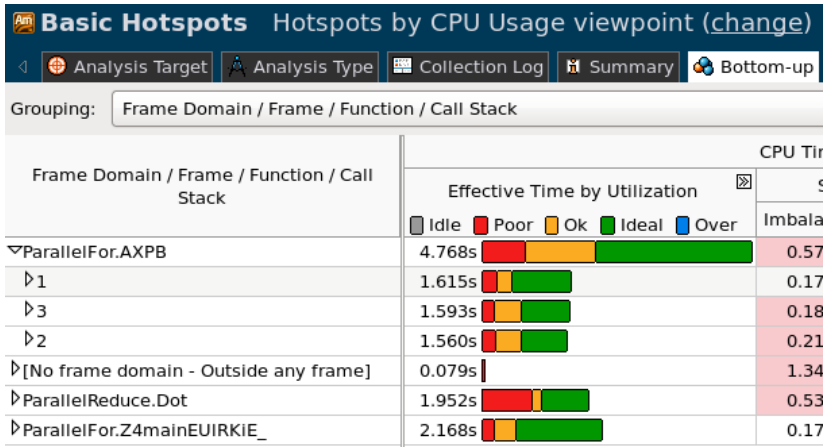 Basic Hotspots Hotspots by CPU Usage viewpoint (change)
Analysis Target Analysis Type Collection Log Summary Bottom-up
Grouping: Frame Domain / Frame / Function / Call Stack
CPU Tir
Frame Domain / Frame / Function / Call
Stack
Effective Time by Utilization S
Idle Poor Ok Ideal Over Imbala
ParallelFor.AXPB 4.768s 0.57
1 1.615s 0.17
3 1.593s 0.18
2 1.560s 0.21
[No frame domain - Outside any frame] 0.079s 1.34
ParallelReduce.Dot 1.952s 0.53
ParallelFor.Z4mainEUlRKiE_ 2.168s 0.17